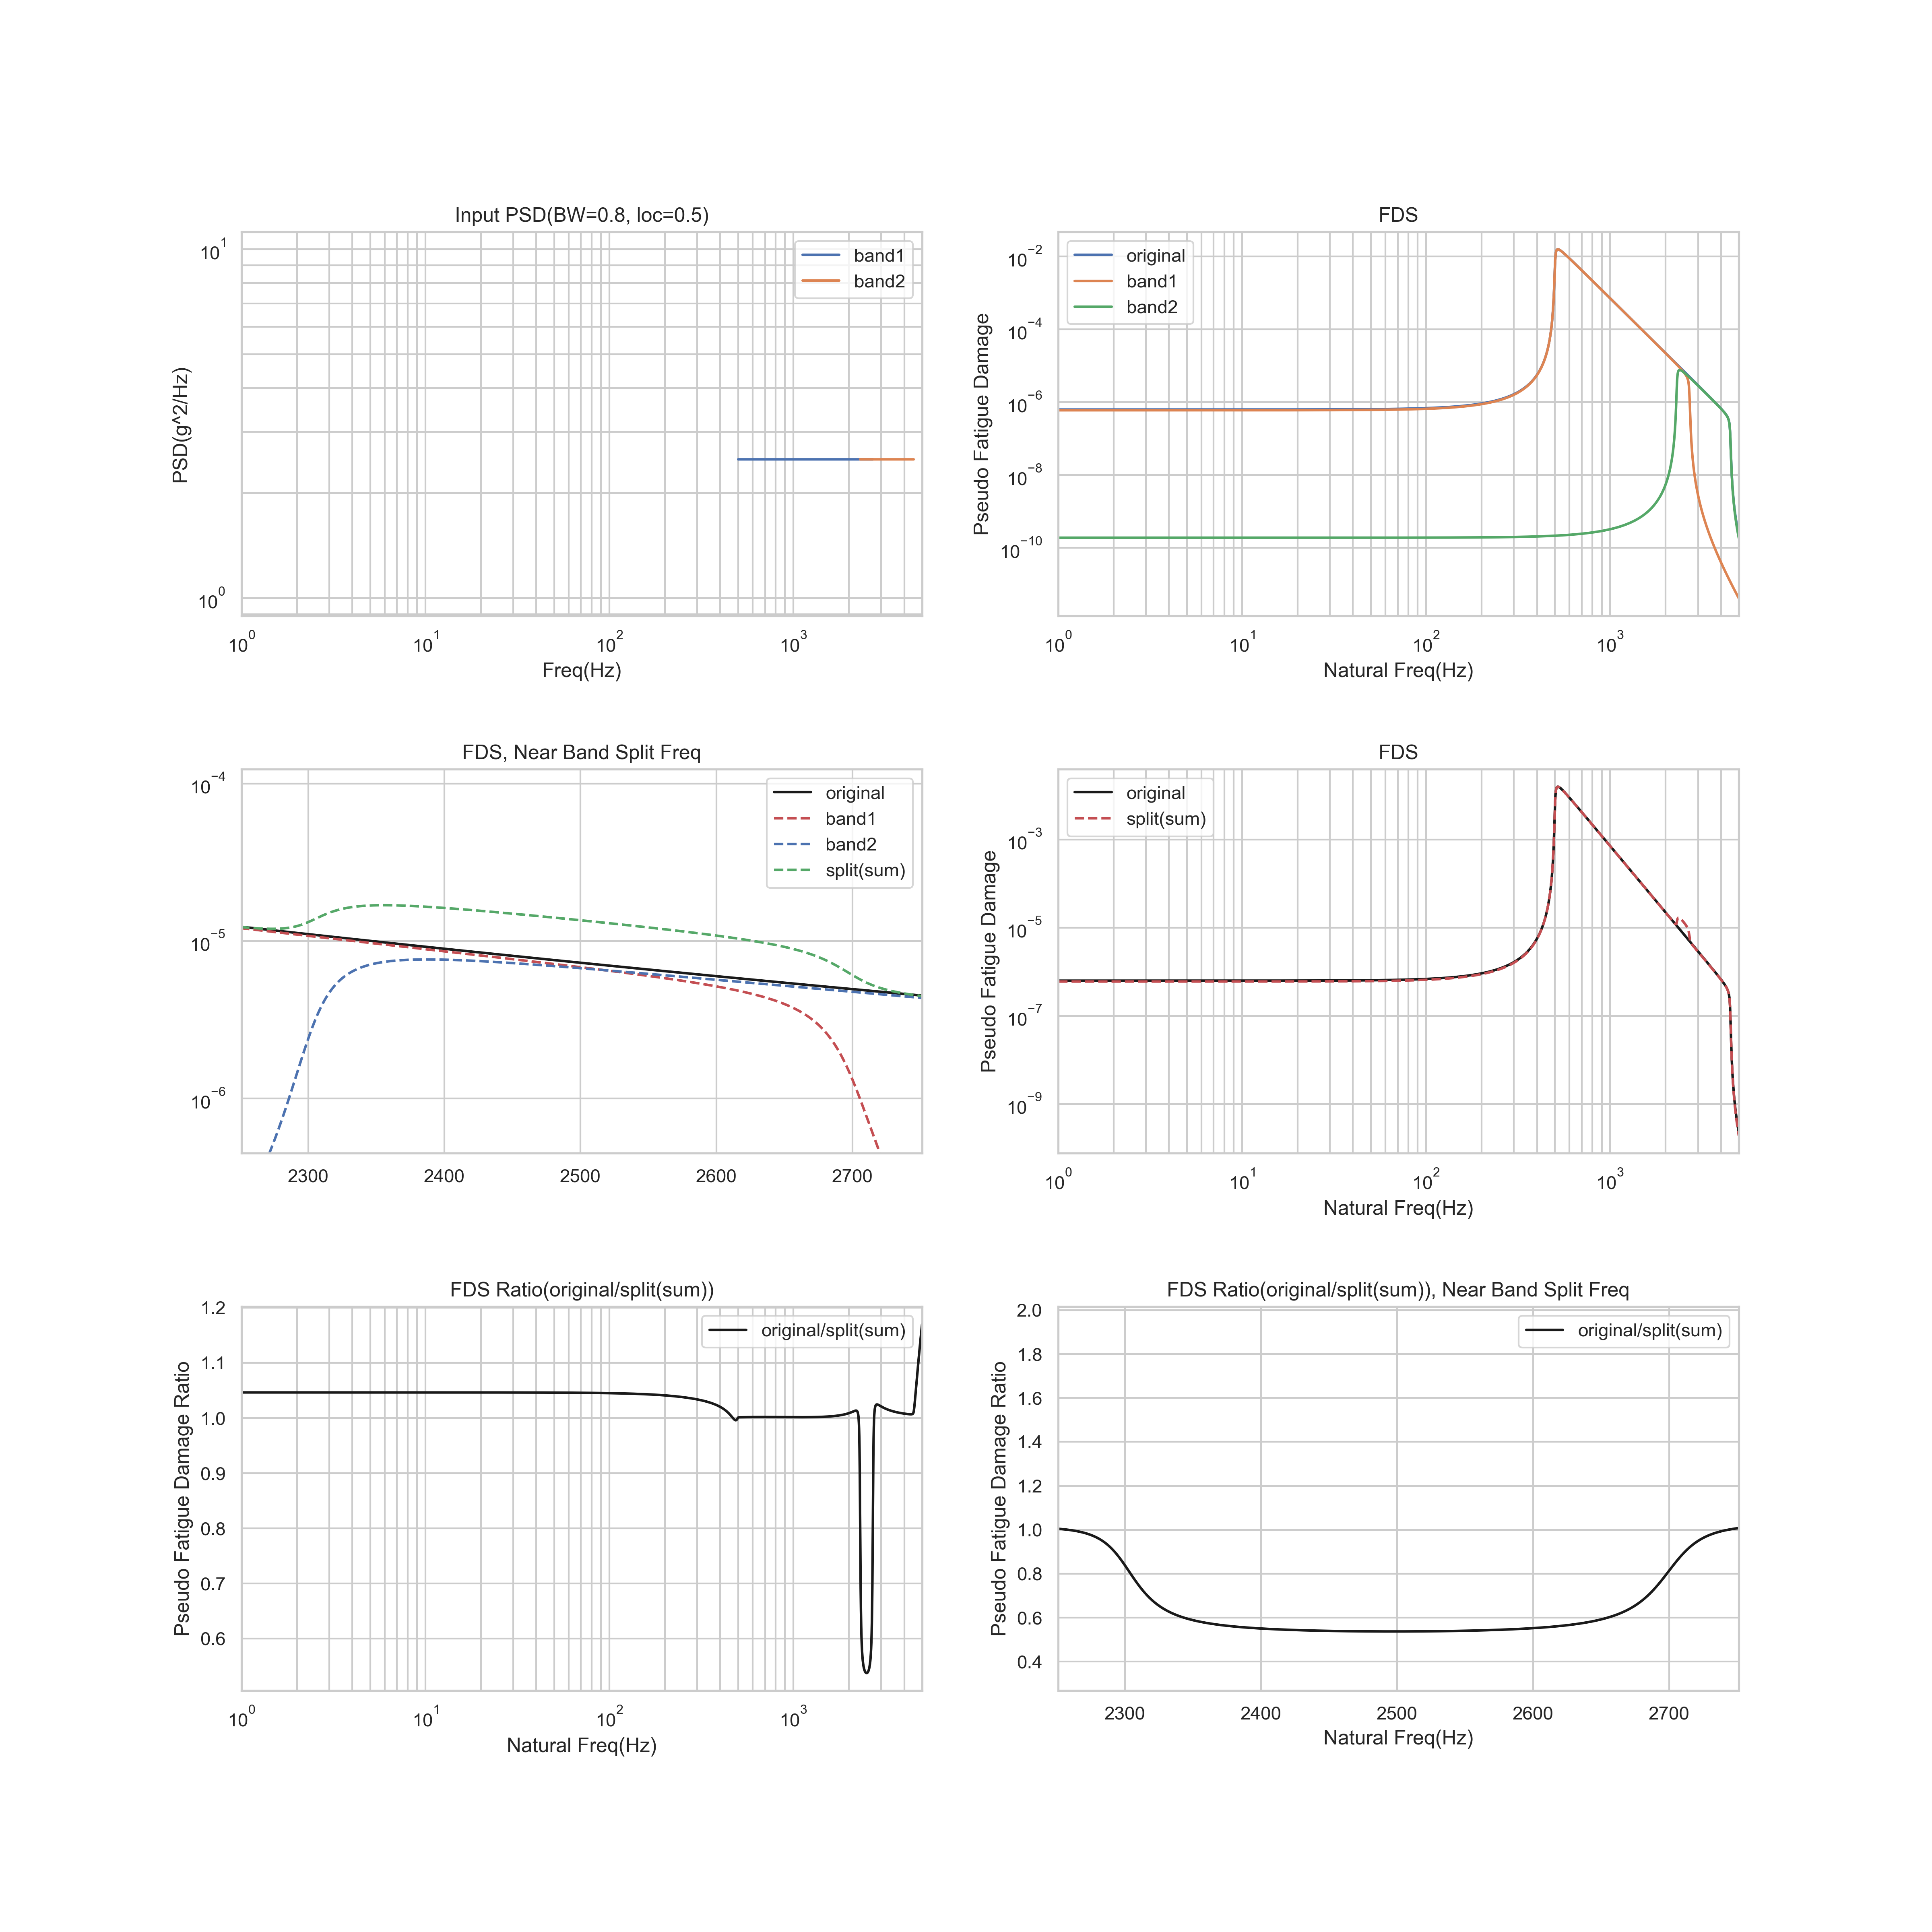 Input PSD(BW=0.8, loc=0.5)
band1
band2
PSD(g^2/Hz)
10^1
10^0
10^0 10^1 10^2 10^3
Freq(Hz)
FDS
original
band1
band2
Pseudo Fatigue Damage
10^−2
10^−4
10^−6
10^−8
10^−10
10^0 10^1 10^2 10^3
Natural Freq(Hz)
FDS, Near Band Split Freq
original
band1
band2
split(sum)
10^−4
10^−5
10^−6
2300 2400 2500 2600 2700
FDS
original
split(sum)
Pseudo Fatigue Damage
10^−3
10^−5
10^−7
10^−9
10^0 10^1 10^2 10^3
Natural Freq(Hz)
FDS Ratio(original/split(sum))
original/split(sum)
Pseudo Fatigue Damage Ratio
1.2
1.1
1.0
0.9
0.8
0.7
0.6
10^0 10^1 10^2 10^3
Natural Freq(Hz)
FDS Ratio(original/split(sum)), Near Band Split Freq
original/split(sum)
Pseudo Fatigue Damage Ratio
2.0
1.8
1.6
1.4
1.2
1.0
0.8
0.6
0.4
2300 2400 2500 2600 2700
Natural Freq(Hz)